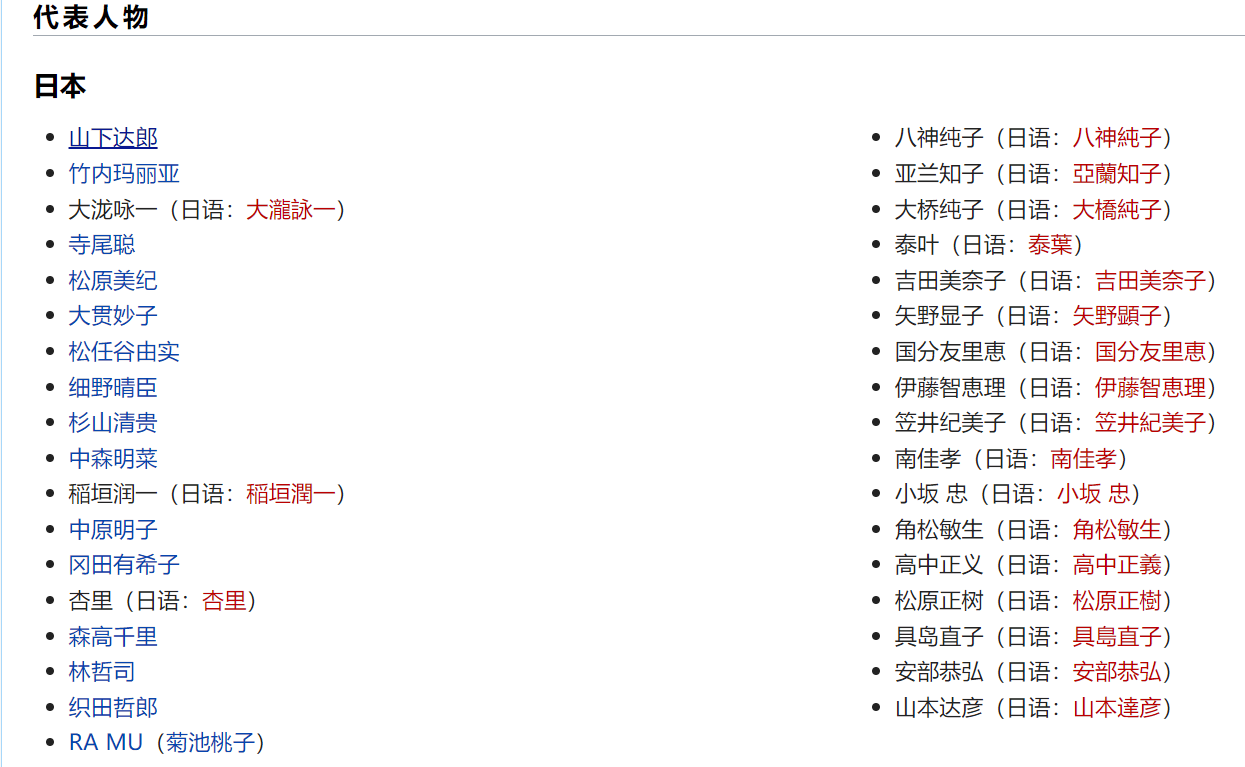 代表人物
日本
山下达郎
竹内玛丽亚
大泷咏一（日语：大瀧詠一）
寺尾聪
松原美纪
大贯妙子
松任谷由实
细野晴臣
杉山清贵
中森明菜
稻垣润一（日语：稲垣潤一）
中原明子
冈田有希子
杏里（日语：杏里）
森高千里
林哲司
织田哲郎
RA MU（菊池桃子）
八神纯子（日语：八神純子）
亚兰知子（日语：亞蘭知子）
大桥纯子（日语：大橋純子）
泰叶（日语：泰葉）
吉田美奈子（日语：吉田美奈子）
矢野显子（日语：矢野顕子）
国分友里恵（日语：国分友里恵）
伊藤智恵理（日语：伊藤智恵理）
笠井纪美子（日语：笠井紀美子）
南佳孝（日语：南佳孝）
小坂 忠（日语：小坂 忠）
角松敏生（日语：角松敏生）
高中正义（日语：高中正義）
松原正树（日语：松原正樹）
具岛直子（日语：具島直子）
安部恭弘（日语：安部恭弘）
山本达彦（日语：山本達彦）